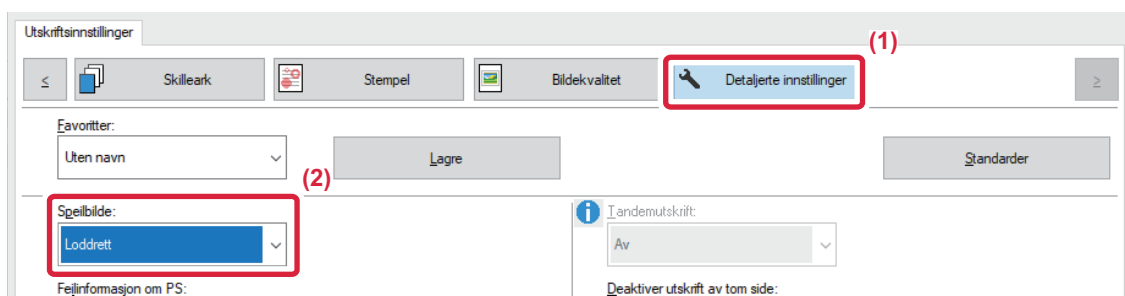 Utskriftsinnstillinger
(1)
< Skilleark Stempel Bildekvalitet Detaljerte innstillinger >
Favoritter:
Uten navn Lagre Standarder
(2)
Speilbilde: Tandemutskrift:
Loddrett Av
Feilinformasjon om PS: Deaktiver utskrift av tom side: